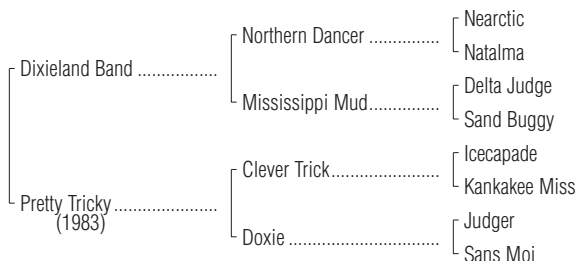 Nearctic
Northern Dancer ...............
Natalma
Dixieland Band .................
Delta Judge
Mississippi Mud...............
Sand Buggy
Icecapade
Clever Trick.......................
Kankakee Miss
Pretty Tricky ......................
(1983)
Judger
Doxie ................................
Sans Moi